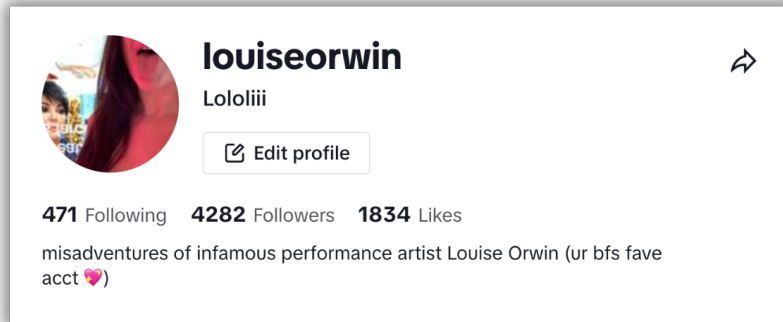 louiseorwin
Lololiii
Edit profile
471 Following 4282 Followers 1834 Likes
misadventures of infamous performance artist Louise Orwin (ur bfs fave
acct 💖)